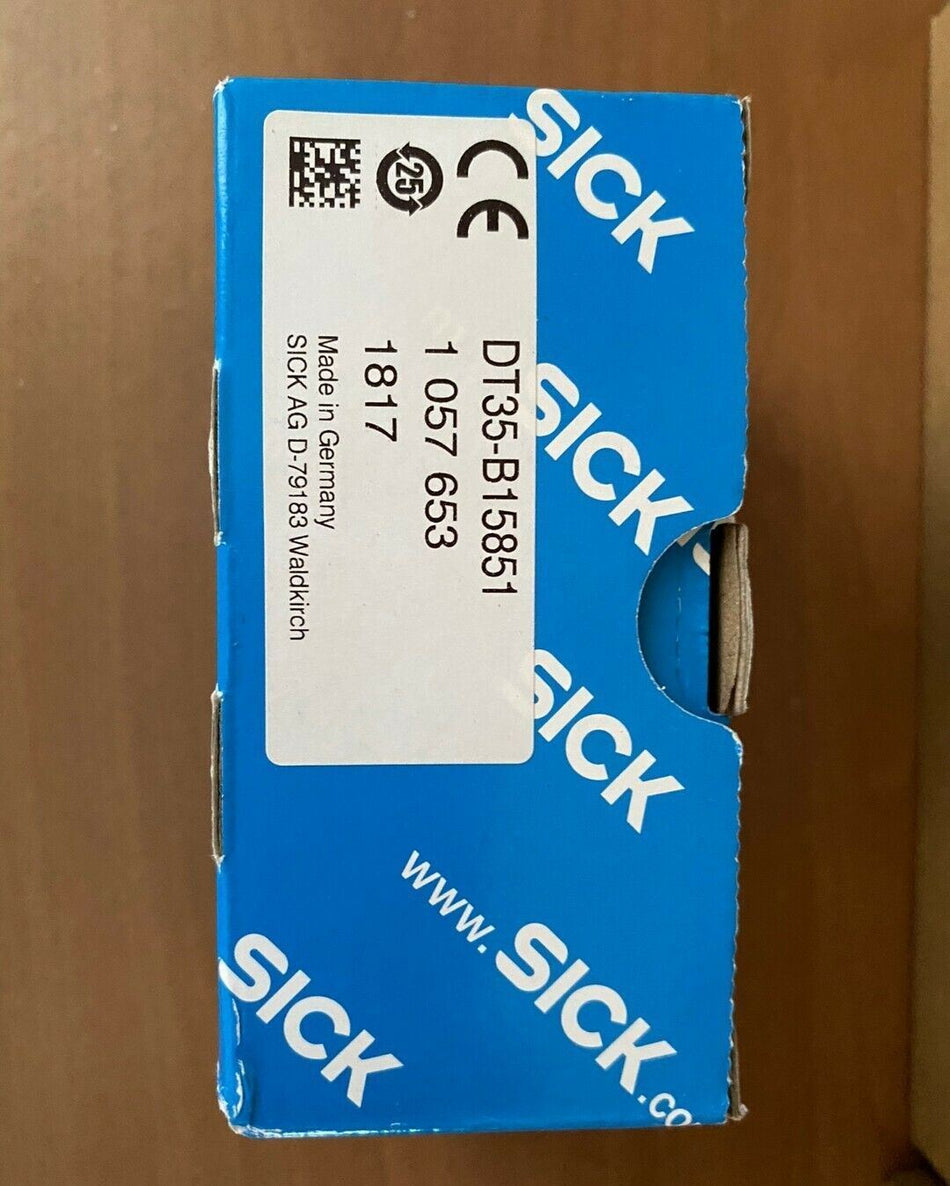 CE
25
DT35-B15851
1 057 653
1817
Made in Germany
SICK AG D-79183 Waldkirch
SICK
SICK
SICK
www.SICK.co
SICK